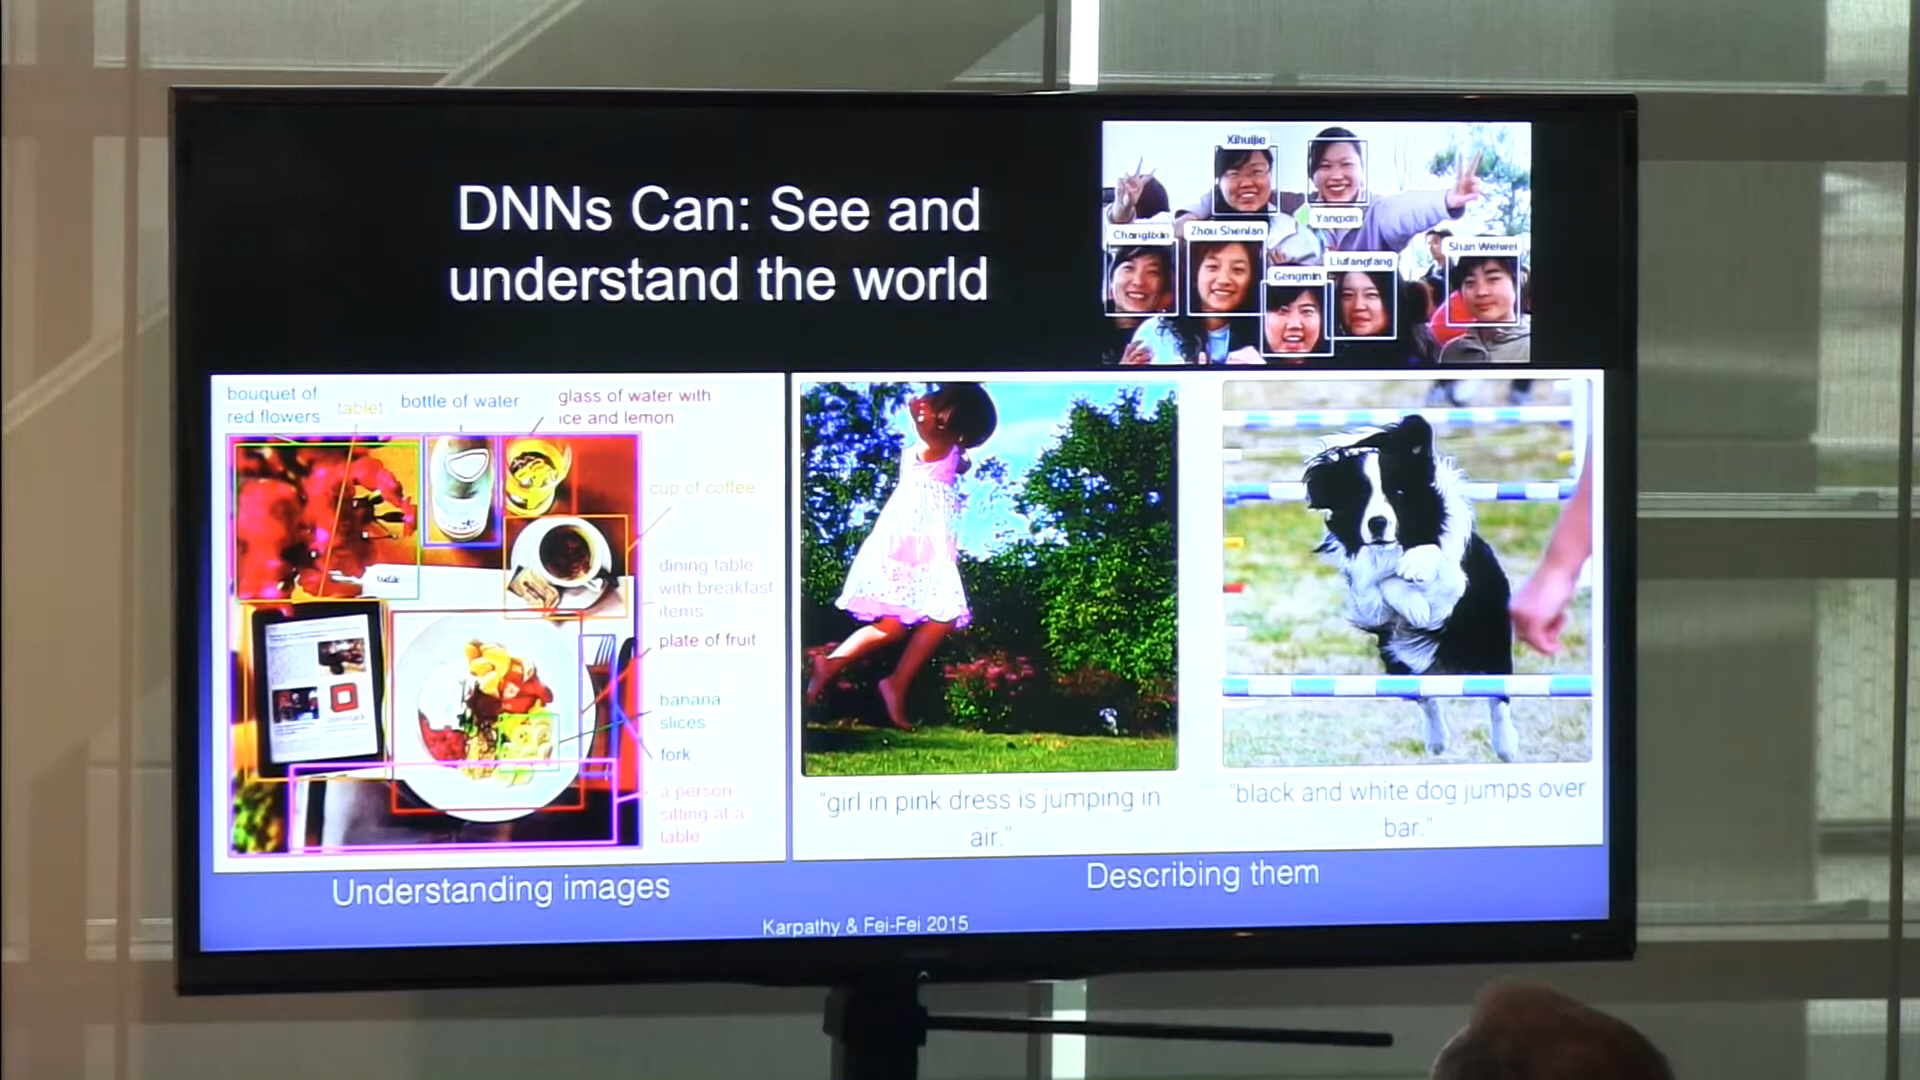 DNNs Can: See and
understand the world
Xihuijie
Yangpan
Changlixin
Zhou Shenlan
Gengmin
Liufangfang
Shan Weiwei
bouquet of
red flowers
tablet
bottle of water
glass of water with
ice and lemon
cup of coffee
dining table
with breakfast
items
plate of fruit
banana
slices
fork
a person
sitting at a
table
"girl in pink dress is jumping in
air."
"black and white dog jumps over
bar."
Understanding images
Describing them
Karpathy & Fei-Fei 2015